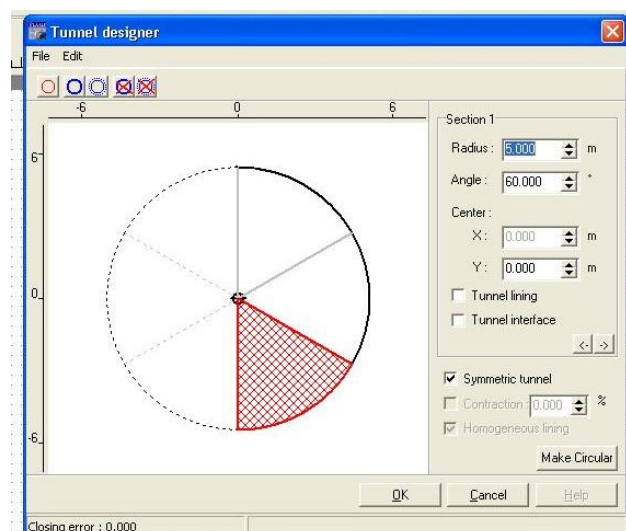 Tunnel designer
File Edit
-6 0 6
6
0
-6
Section 1
Radius : 5.000 m
Angle : 60.000 °
Center :
X : 0.000 m
Y : 0.000 m
Tunnel lining
Tunnel interface
<- ->
Symmetric tunnel
Contraction : 0.000 %
Homogeneous lining
Make Circular
OK Cancel Help
Closing error : 0.000